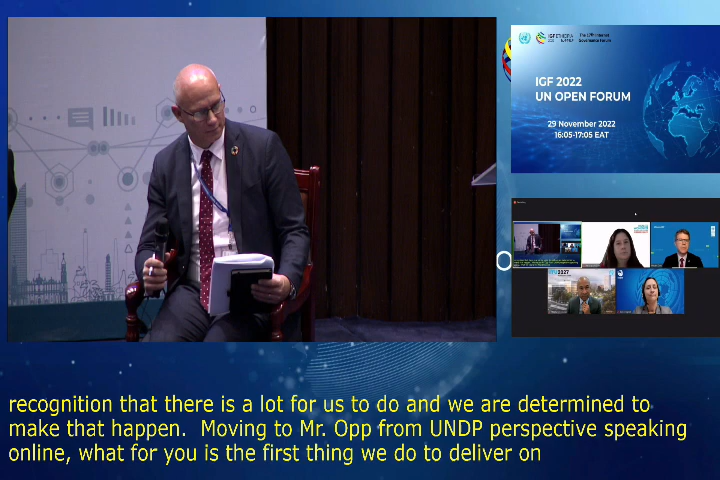 IGF 2022
UN OPEN FORUM
29 November 2022
16:05-17:05 EAT
recognition that there is a lot for us to do and we are determined to
make that happen.  Moving to Mr. Opp from UNDP perspective speaking
online, what for you is the first thing we do to deliver on